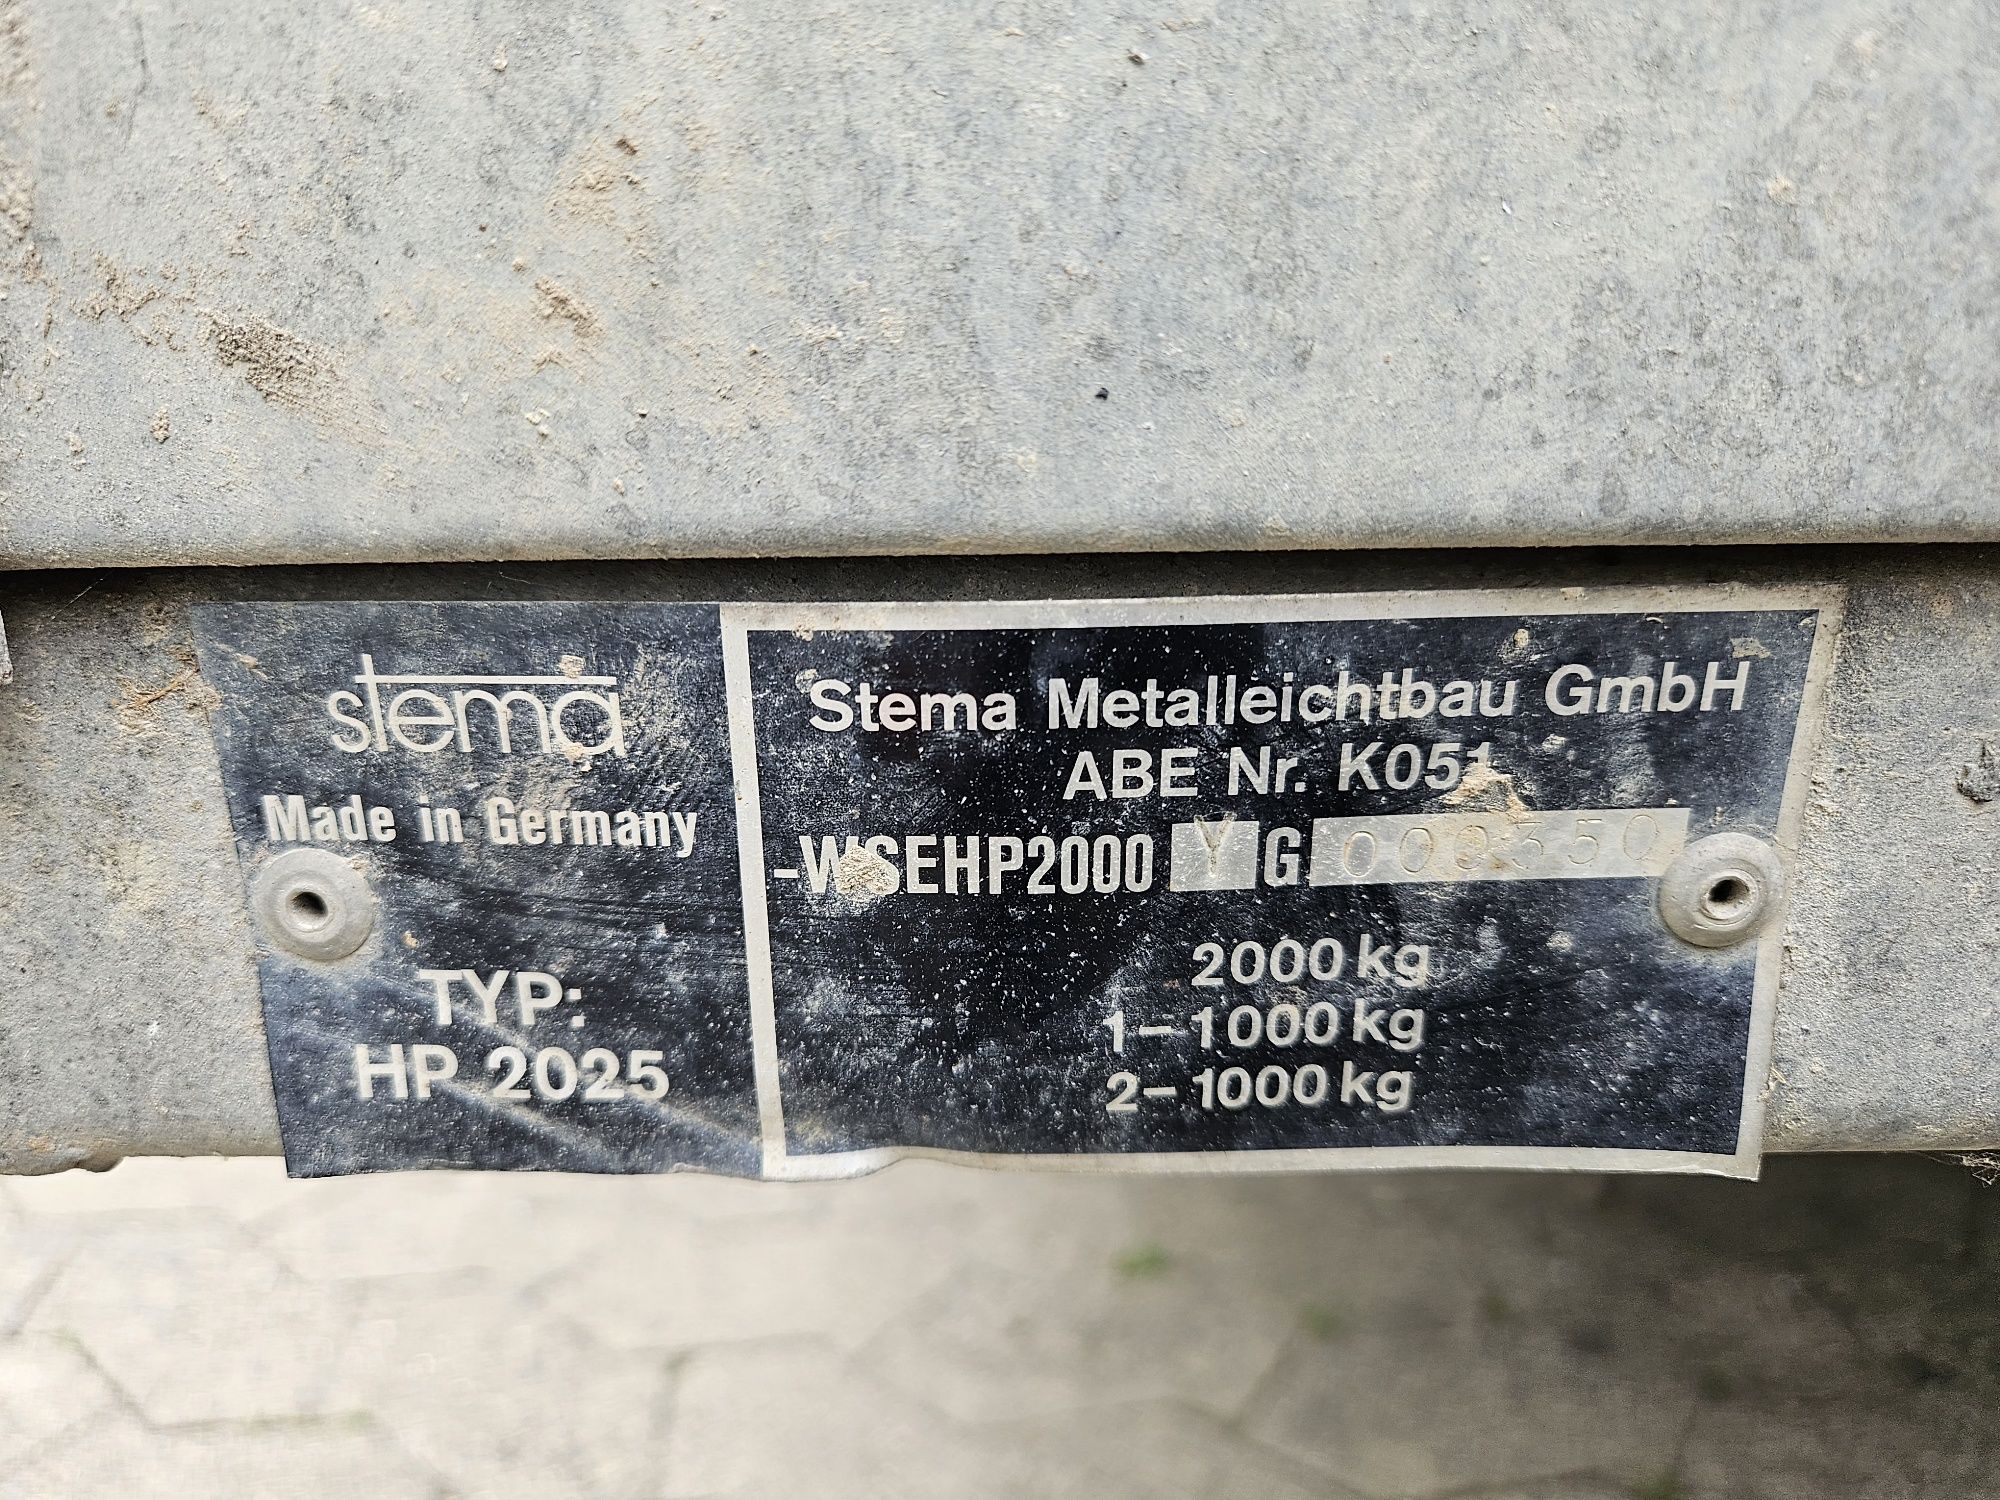 stema
Made in Germany
TYP:
HP 2025
Stema Metalleichtbau GmbH
ABE Nr. K051
-WSEHP2000 Y G 009350
2000 kg
1-1000 kg
2-1000 kg